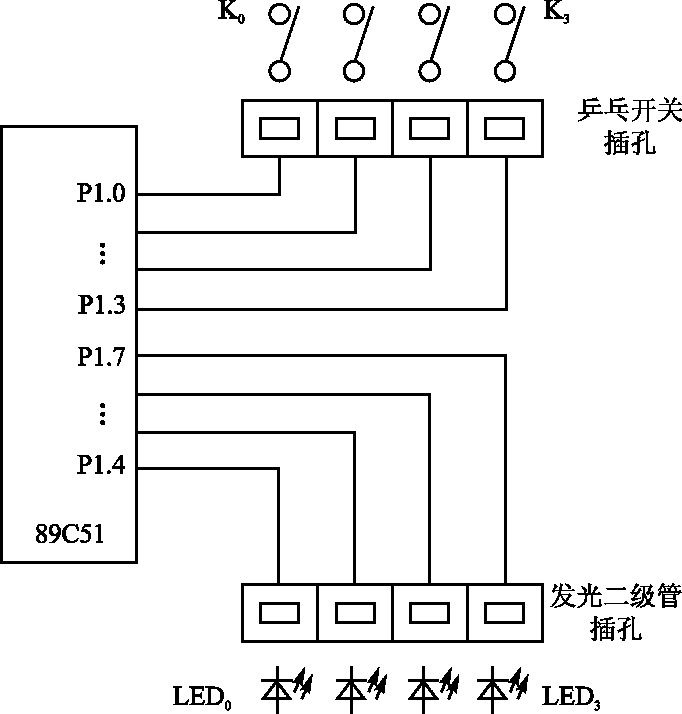 K0 K3
乒乓开关
插孔
P1.0
⋮
P1.3
P1.7
⋮
P1.4
89C51
发光二级管
插孔
LED0 LED3